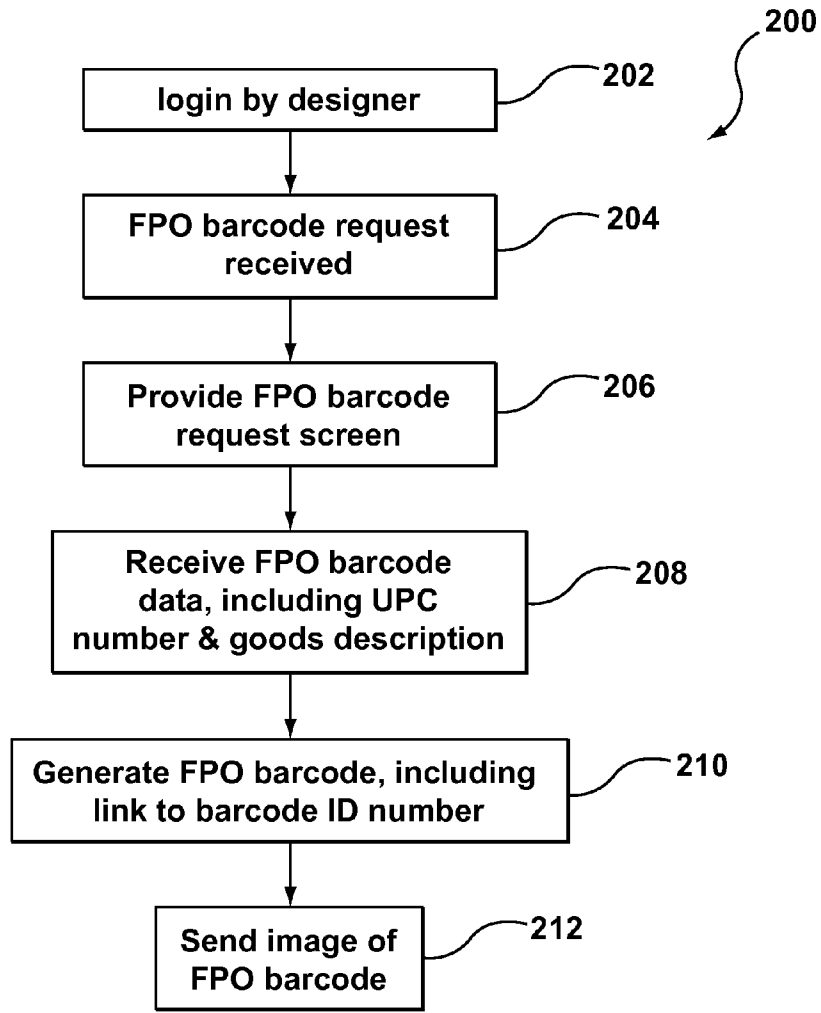 200
login by designer
202
FPO barcode request
received
204
Provide FPO barcode
request screen
206
Receive FPO barcode
data, including UPC
number & goods description
208
Generate FPO barcode, including
link to barcode ID number
210
Send image of
FPO barcode
212